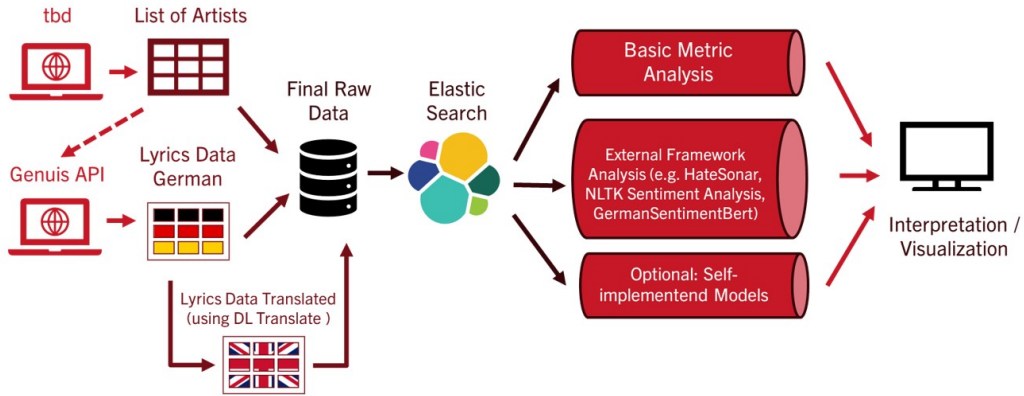 tbd
List of Artists
Genuis API
Lyrics Data
German
Lyrics Data Translated
(using DL Translate )
Final Raw
Data
Elastic
Search
Basic Metric
Analysis
External Framework
Analysis (e.g. HateSonar,
NLTK Sentiment Analysis,
GermanSentimentBert)
Optional: Self-
implementend Models
Interpretation /
Visualization